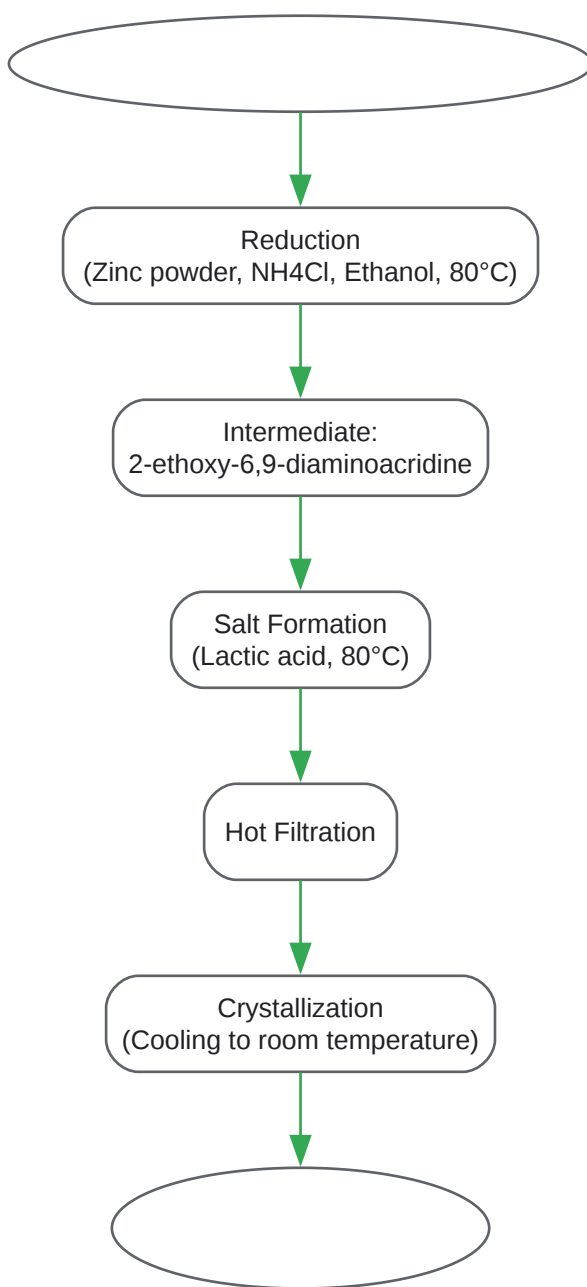 Reduction
(Zinc powder, NH4Cl, Ethanol, 80°C)
Intermediate:
2-ethoxy-6,9-diaminoacridine
Salt Formation
(Lactic acid, 80°C)
Hot Filtration
Crystallization
(Cooling to room temperature)